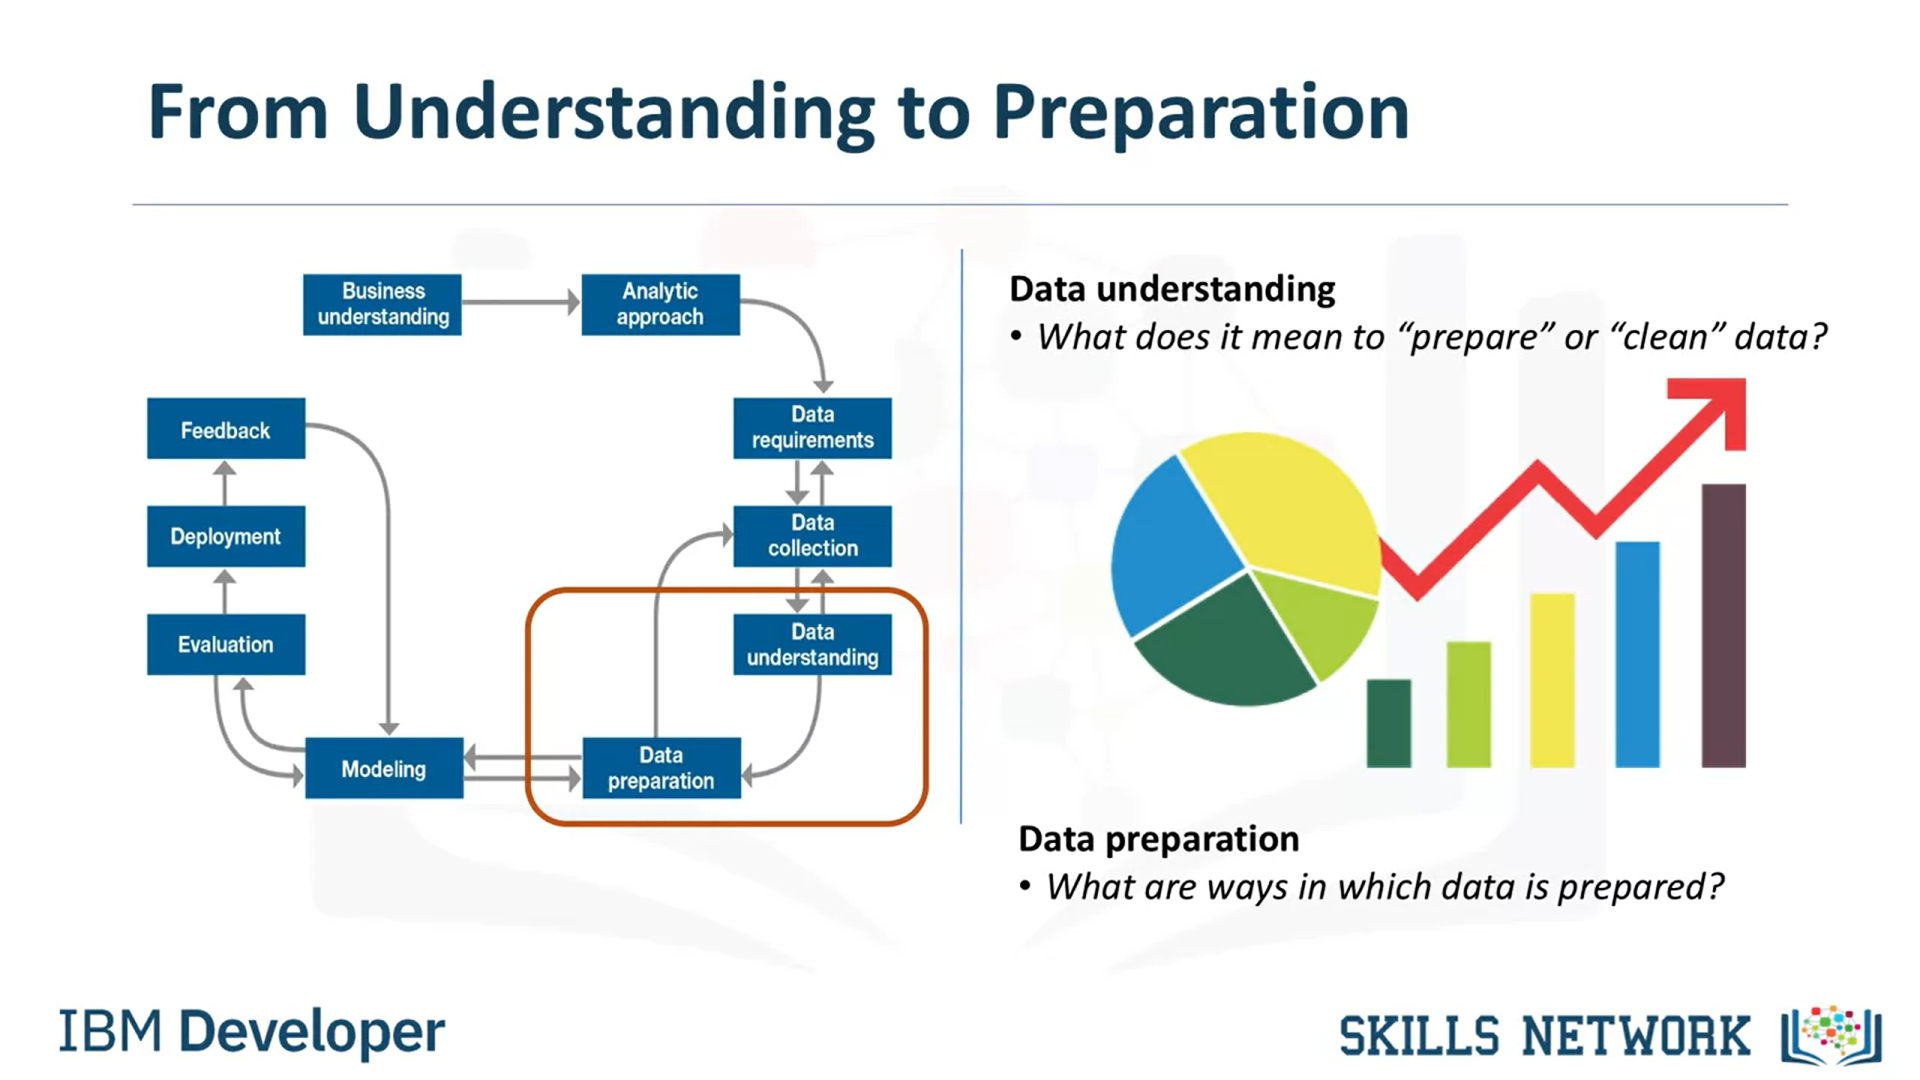 From Understanding to Preparation
Business
understanding
Analytic
approach
Feedback
Data
requirements
Deployment
Data
collection
Evaluation
Data
understanding
Modeling
Data
preparation
Data understanding
• What does it mean to “prepare” or “clean” data?
Data preparation
• What are ways in which data is prepared?
IBM Developer
SKILLS NETWORK